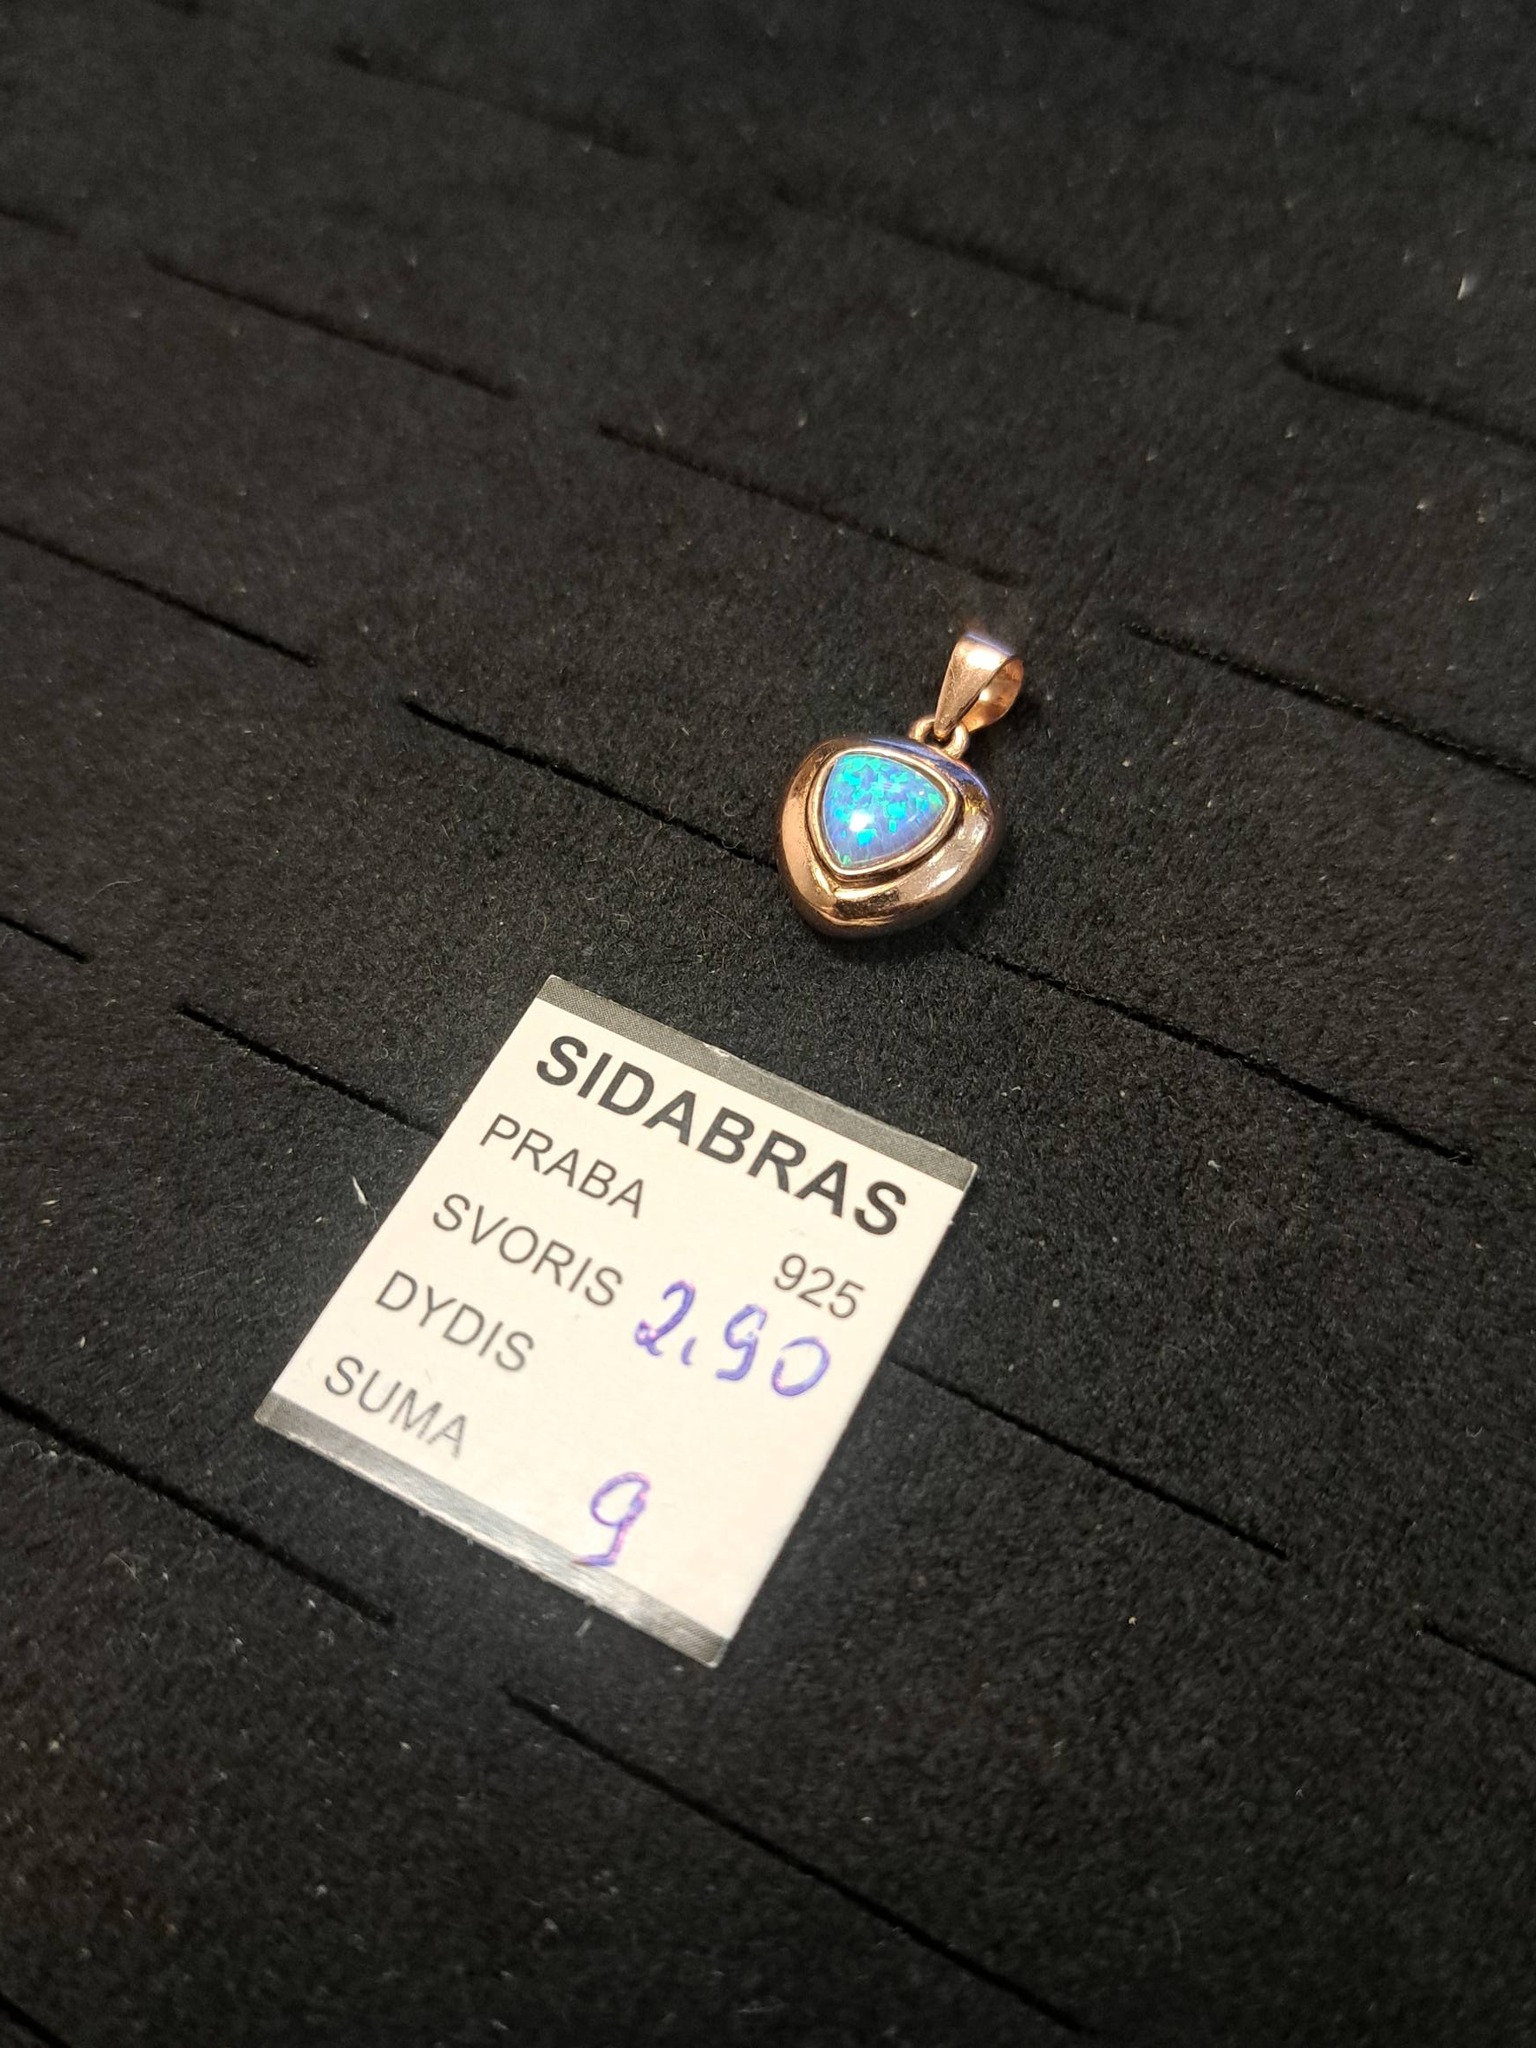 SIDABRAS
PRABA 925
SVORIS 2.90
DYDIS
SUMA 9